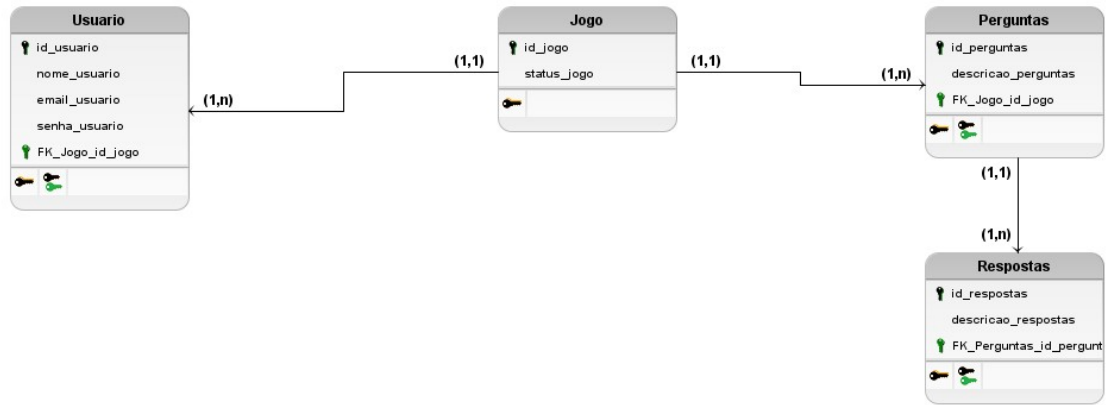 Usuario
id_usuario
nome_usuario
email_usuario
senha_usuario
FK_Jogo_id_jogo
(1,n)
(1,1)
Jogo
id_jogo
status_jogo
(1,1)
(1,n)
Perguntas
id_perguntas
descricao_perguntas
FK_Jogo_id_jogo
(1,1)
(1,n)
Respostas
id_respostas
descricao_respostas
FK_Perguntas_id_pergunt